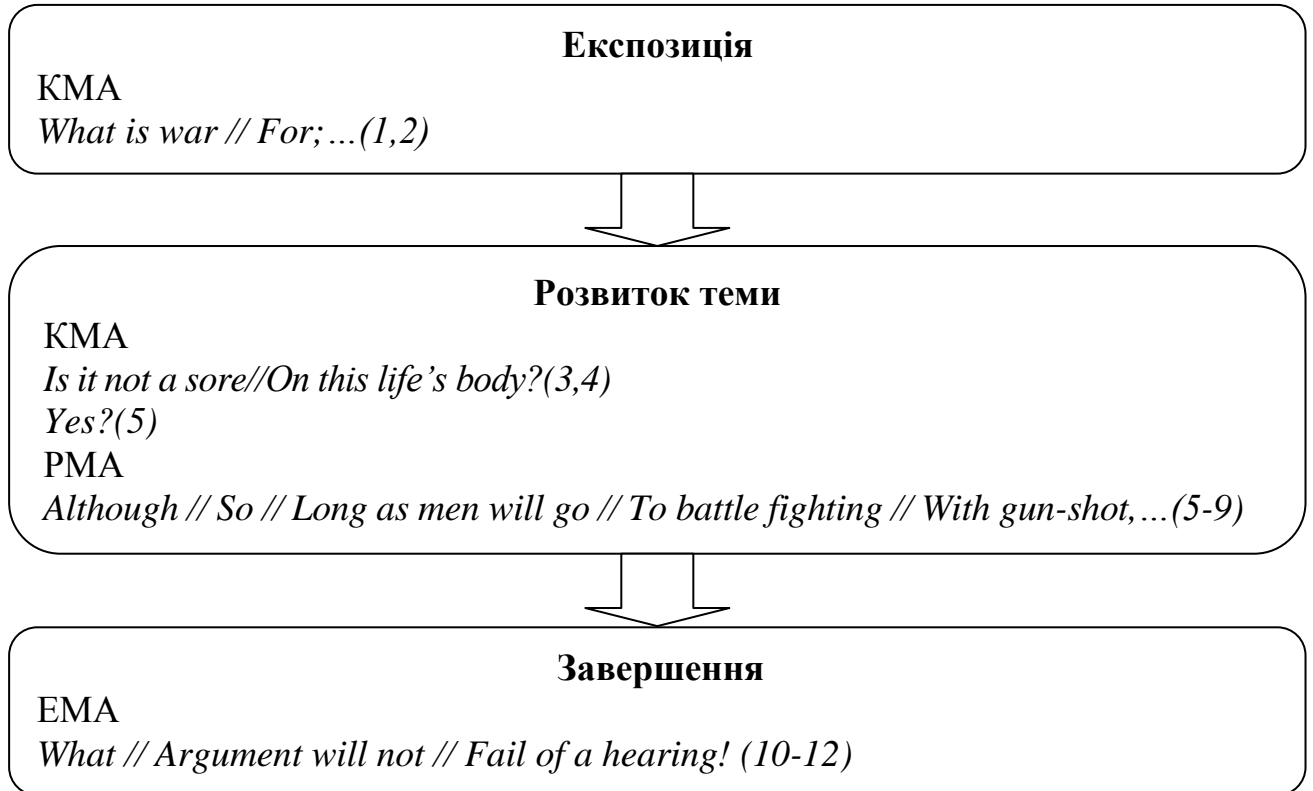 Експозиція
КМА
What is war // For; …(1,2)
Розвиток теми
КМА
Is it not a sore//On this life’s body?(3,4)
Yes?(5)
РМА
Although // So // Long as men will go // To battle fighting // With gun-shot, …(5-9)
Завершення
ЕМА
What // Argument will not // Fail of a hearing! (10-12)